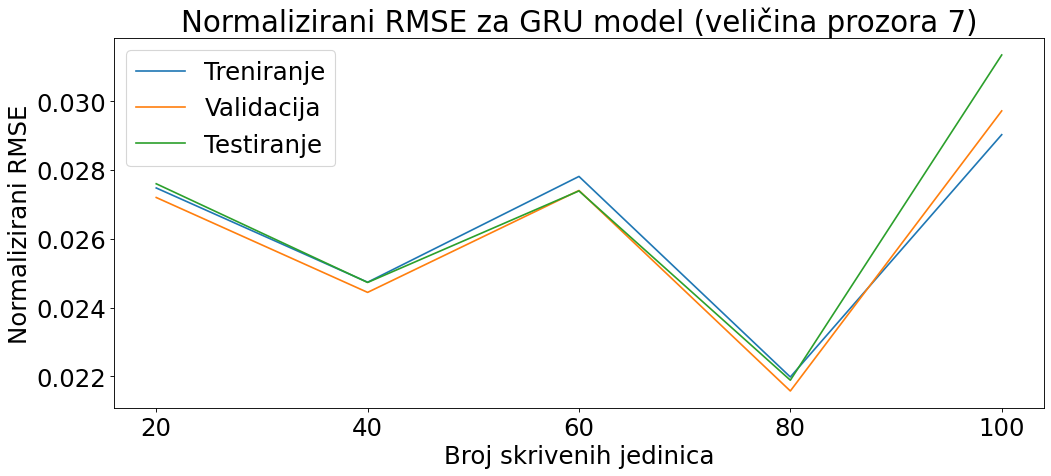 Normalizirani RMSE za GRU model (veličina prozora 7)
Treniranje
Validacija
Testiranje
Normalizirani RMSE
0.030
0.028
0.026
0.024
0.022
20 40 60 80 100
Broj skrivenih jedinica